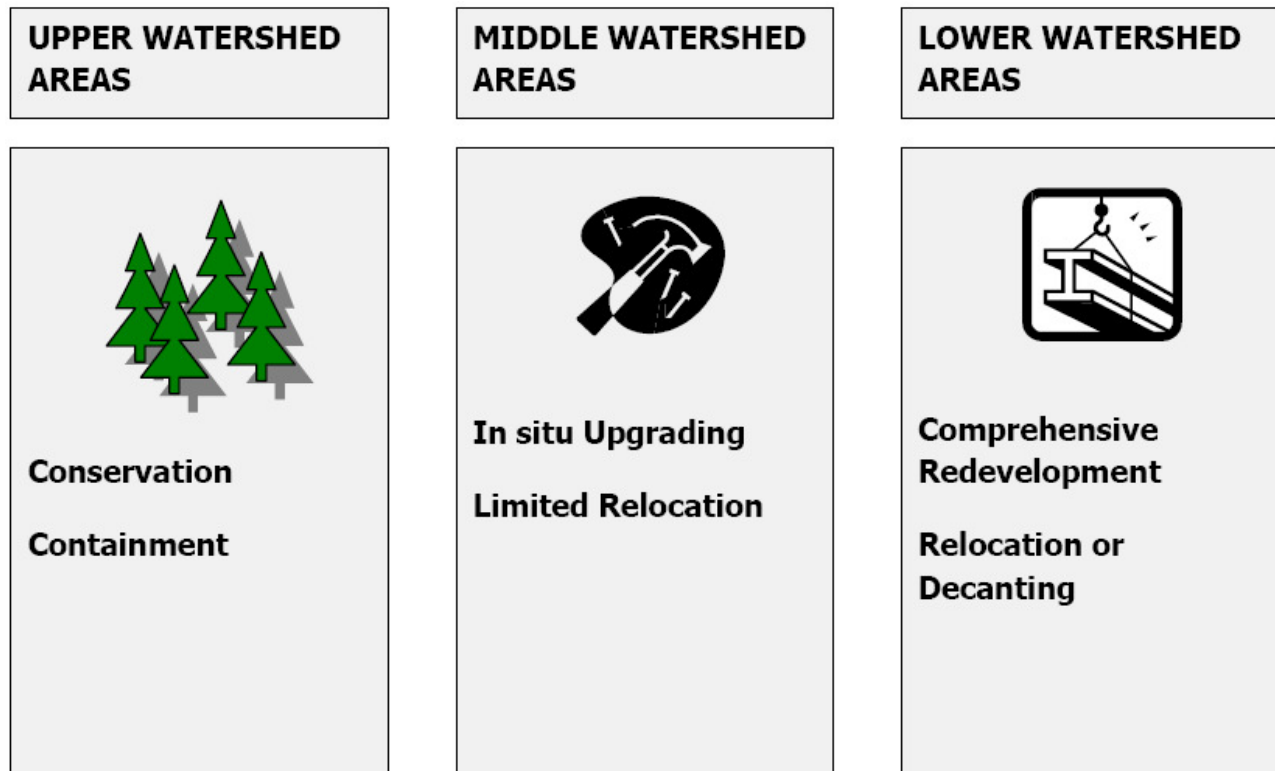 UPPER WATERSHED
AREAS
Conservation
Containment
MIDDLE WATERSHED
AREAS
In situ Upgrading
Limited Relocation
LOWER WATERSHED
AREAS
Comprehensive
Redevelopment
Relocation or
Decanting